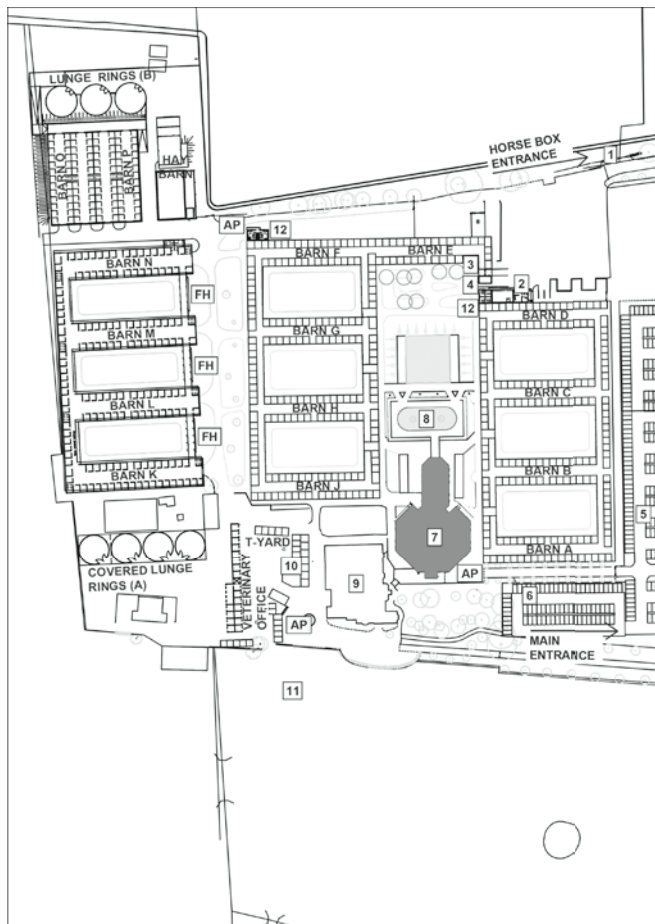 LUNGE RINGS (B)
BARN O
BARN P
HAY
BARN
HORSE BOX
ENTRANCE
1
AP
12
BARN F
BARN E
3
4
2
12
BARN N
FH
BARN D
BARN M
BARN G
FH
BARN C
BARN L
BARN H
8
FH
BARN B
BARN K
BARN J
5
7
T-YARD
BARN A
COVERED LUNGE
RINGS (A)
VETERINARY
OFFICE
10
9
AP
6
AP
MAIN
ENTRANCE
11